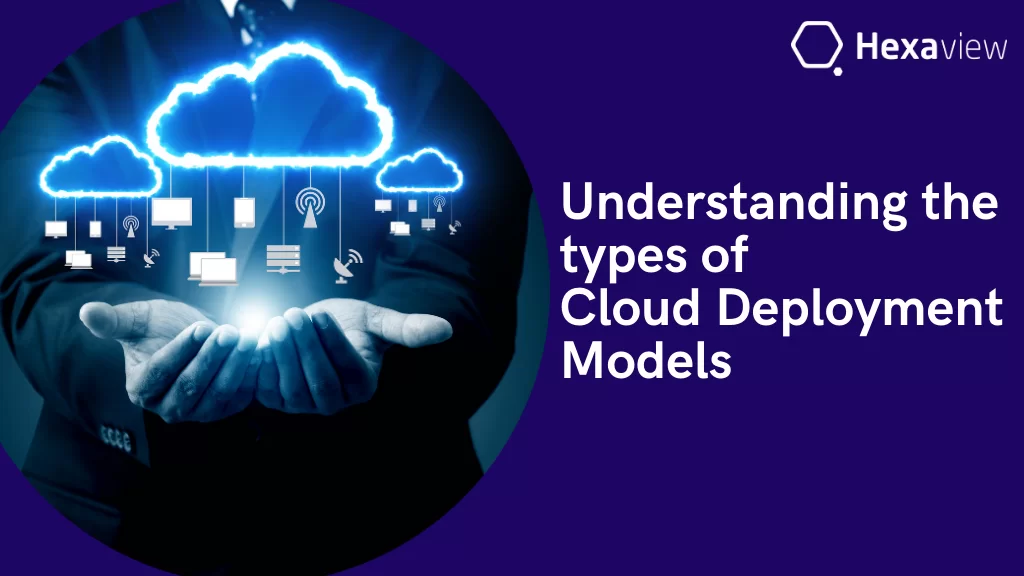 Hexaview
Understanding the
types of
Cloud Deployment
Models